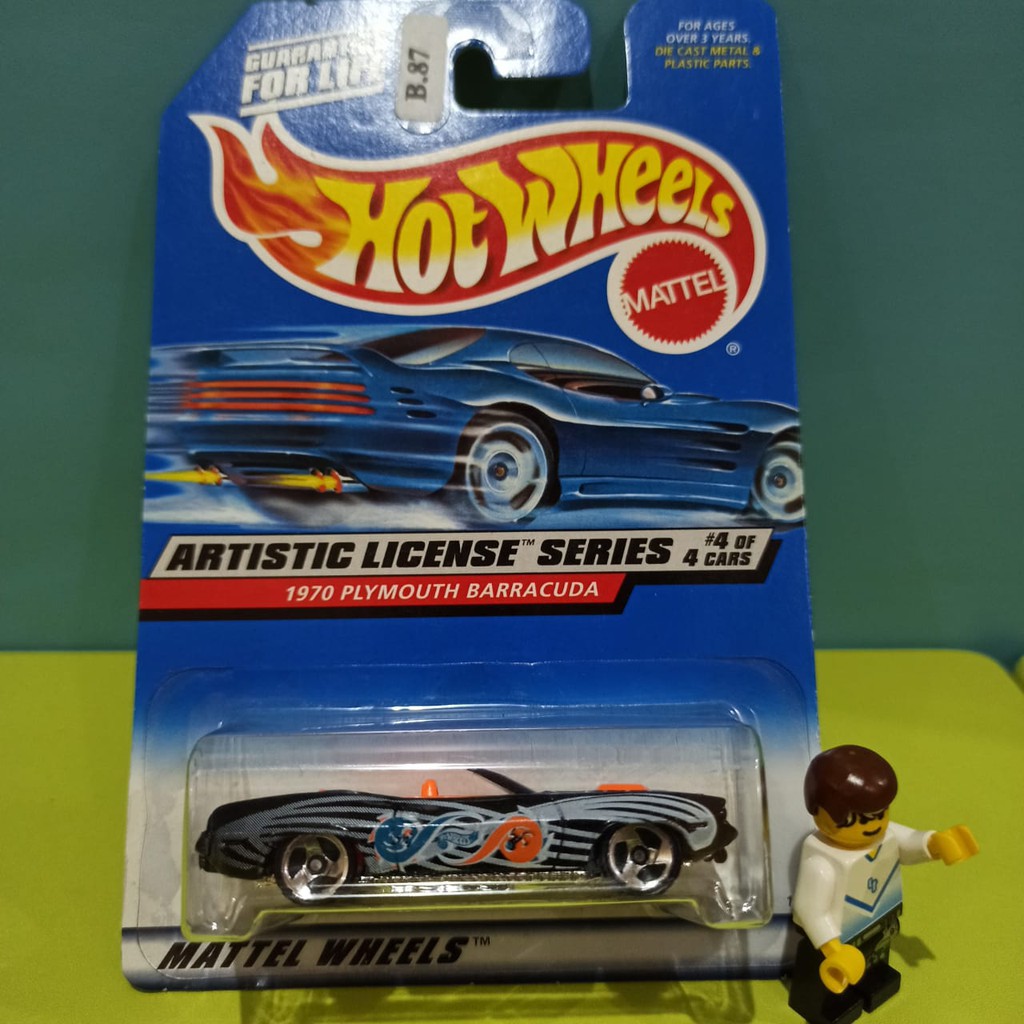 GUARANTEED
FOR LIFE
B.87
FOR AGES
OVER 3 YEARS.
DIE CAST METAL &
PLASTIC PARTS.
HOT WHEELS
MATTEL
®
ARTISTIC LICENSE™ SERIES
#4 OF
4 CARS
1970 PLYMOUTH BARRACUDA
MATTEL WHEELS™